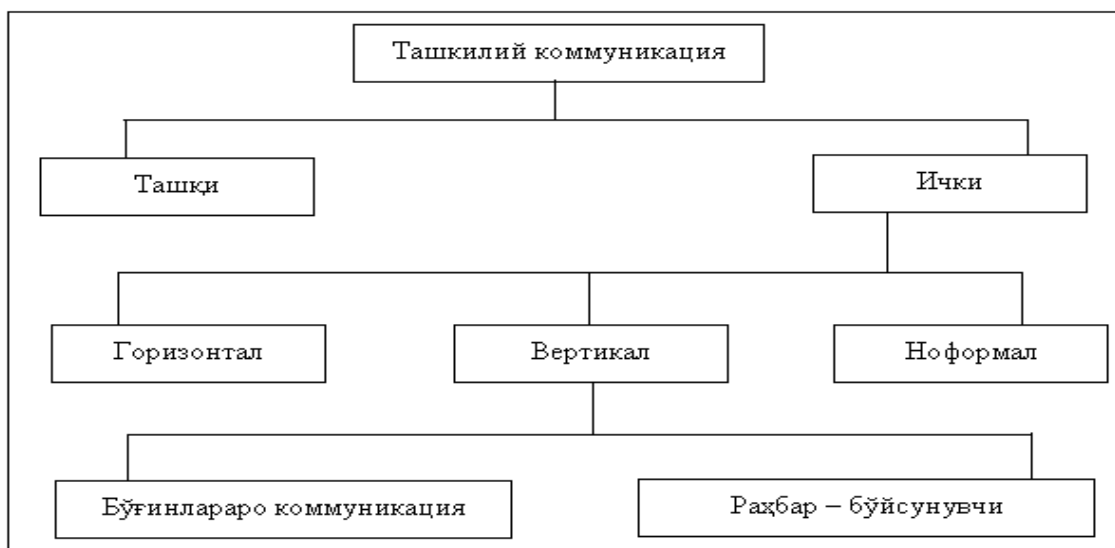 Ташкилий коммуникация
Ташқи
Ички
Горизонтал
Вертикал
Ноформал
Бўғинлараро коммуникация
Раҳбар – бўйсунувчи